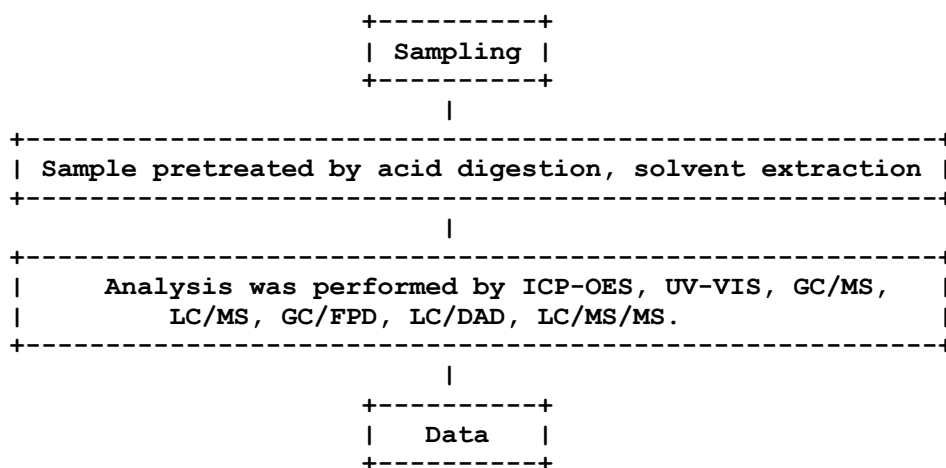 Sampling
Sample pretreated by acid digestion, solvent extraction
Analysis was performed by ICP-OES, UV-VIS, GC/MS,
LC/MS, GC/FPD, LC/DAD, LC/MS/MS.
Data